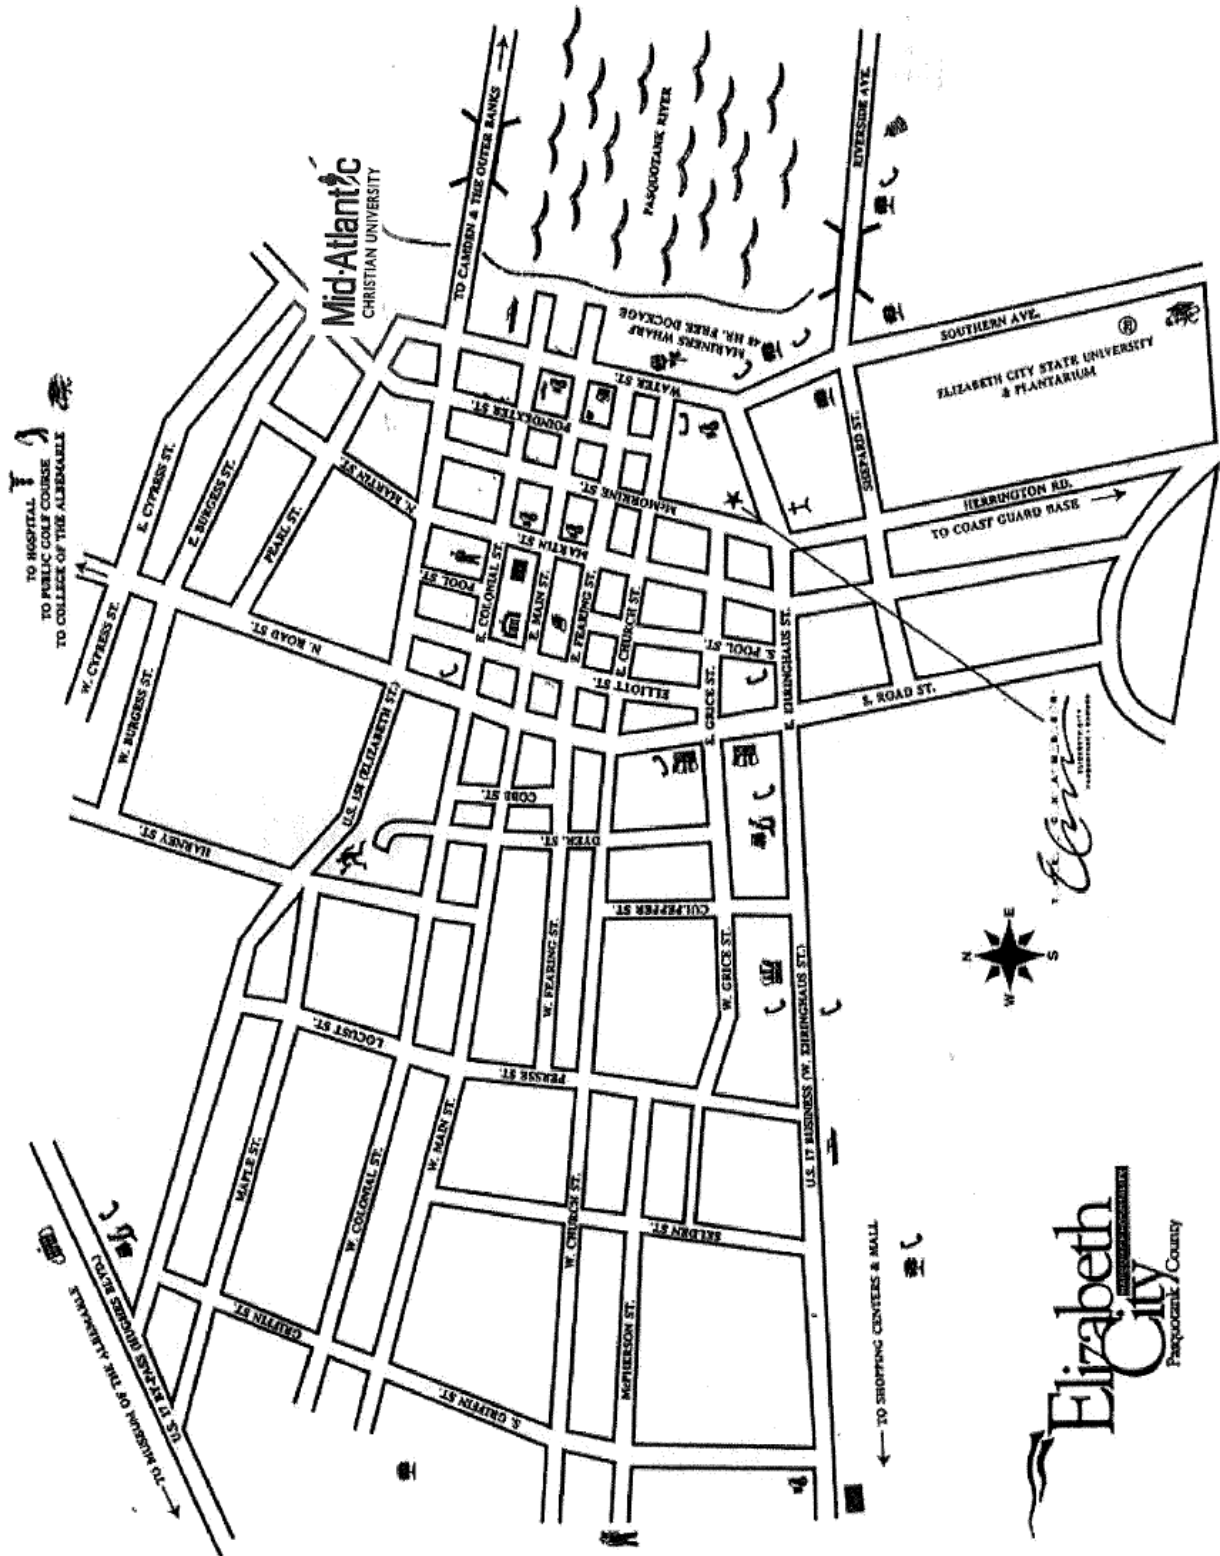 TO HOSPITAL
TO PUBLIC GOLF COURSE
TO COLLECK OF THE ALBEMARLE
Mid-Atlantic
CHRISTIAN UNIVERSITY
TO CAMDEN & THE OUTER BANKS
PASQUOTANK RIVER
RIVERSIDE AVE.
MARINERS WHARF
48 HR. FREE DOCKAGE
SOUTHERN AVE.
ELIZABETH CITY STATE UNIVERSITY
& PLANTARIUM
SHEPARD ST.
HERRINGTON RD.
TO COAST GUARD BASE
E. CYPRESS ST.
E. BURGESS ST.
PEARL ST.
N. MARTIN ST.
POINDEXTER ST.
WATER ST.
McMORRINE ST.
MARTIN ST.
POOL ST.
E. COLONIAL ST.
E. MAIN ST.
E. FEARING ST.
E. CHURCH ST.
ELLIOTT ST.
S. POOL ST.
E. GRICE ST.
E. EHRINGHAUS ST.
S. ROAD ST.
N. ROAD ST.
W. CYPRESS ST.
W. BURGESS ST.
HARNEY ST.
U.S. 158 (ELIZABETH ST.)
COBB ST.
DYER ST.
CULPEPPER ST.
W. FEARING ST.
W. GRICE ST.
U.S. 17 BUSINESS (W. EHRINGHAUS ST.)
LOCUST ST.
PERSSE ST.
MAPLE ST.
W. COLONIAL ST.
W. MAIN ST.
W. CHURCH ST.
SELDEN ST.
McPHERSON ST.
GRIFFIN ST.
S. GRIFFIN ST.
U.S. 17 BY-PASS (HUGHES BLVD.)
TO MUSEUM OF THE ALBEMARLE
TO SHOPPING CENTERS & MALL
N
E
S
W
Elizabeth
City
Pasquotank County